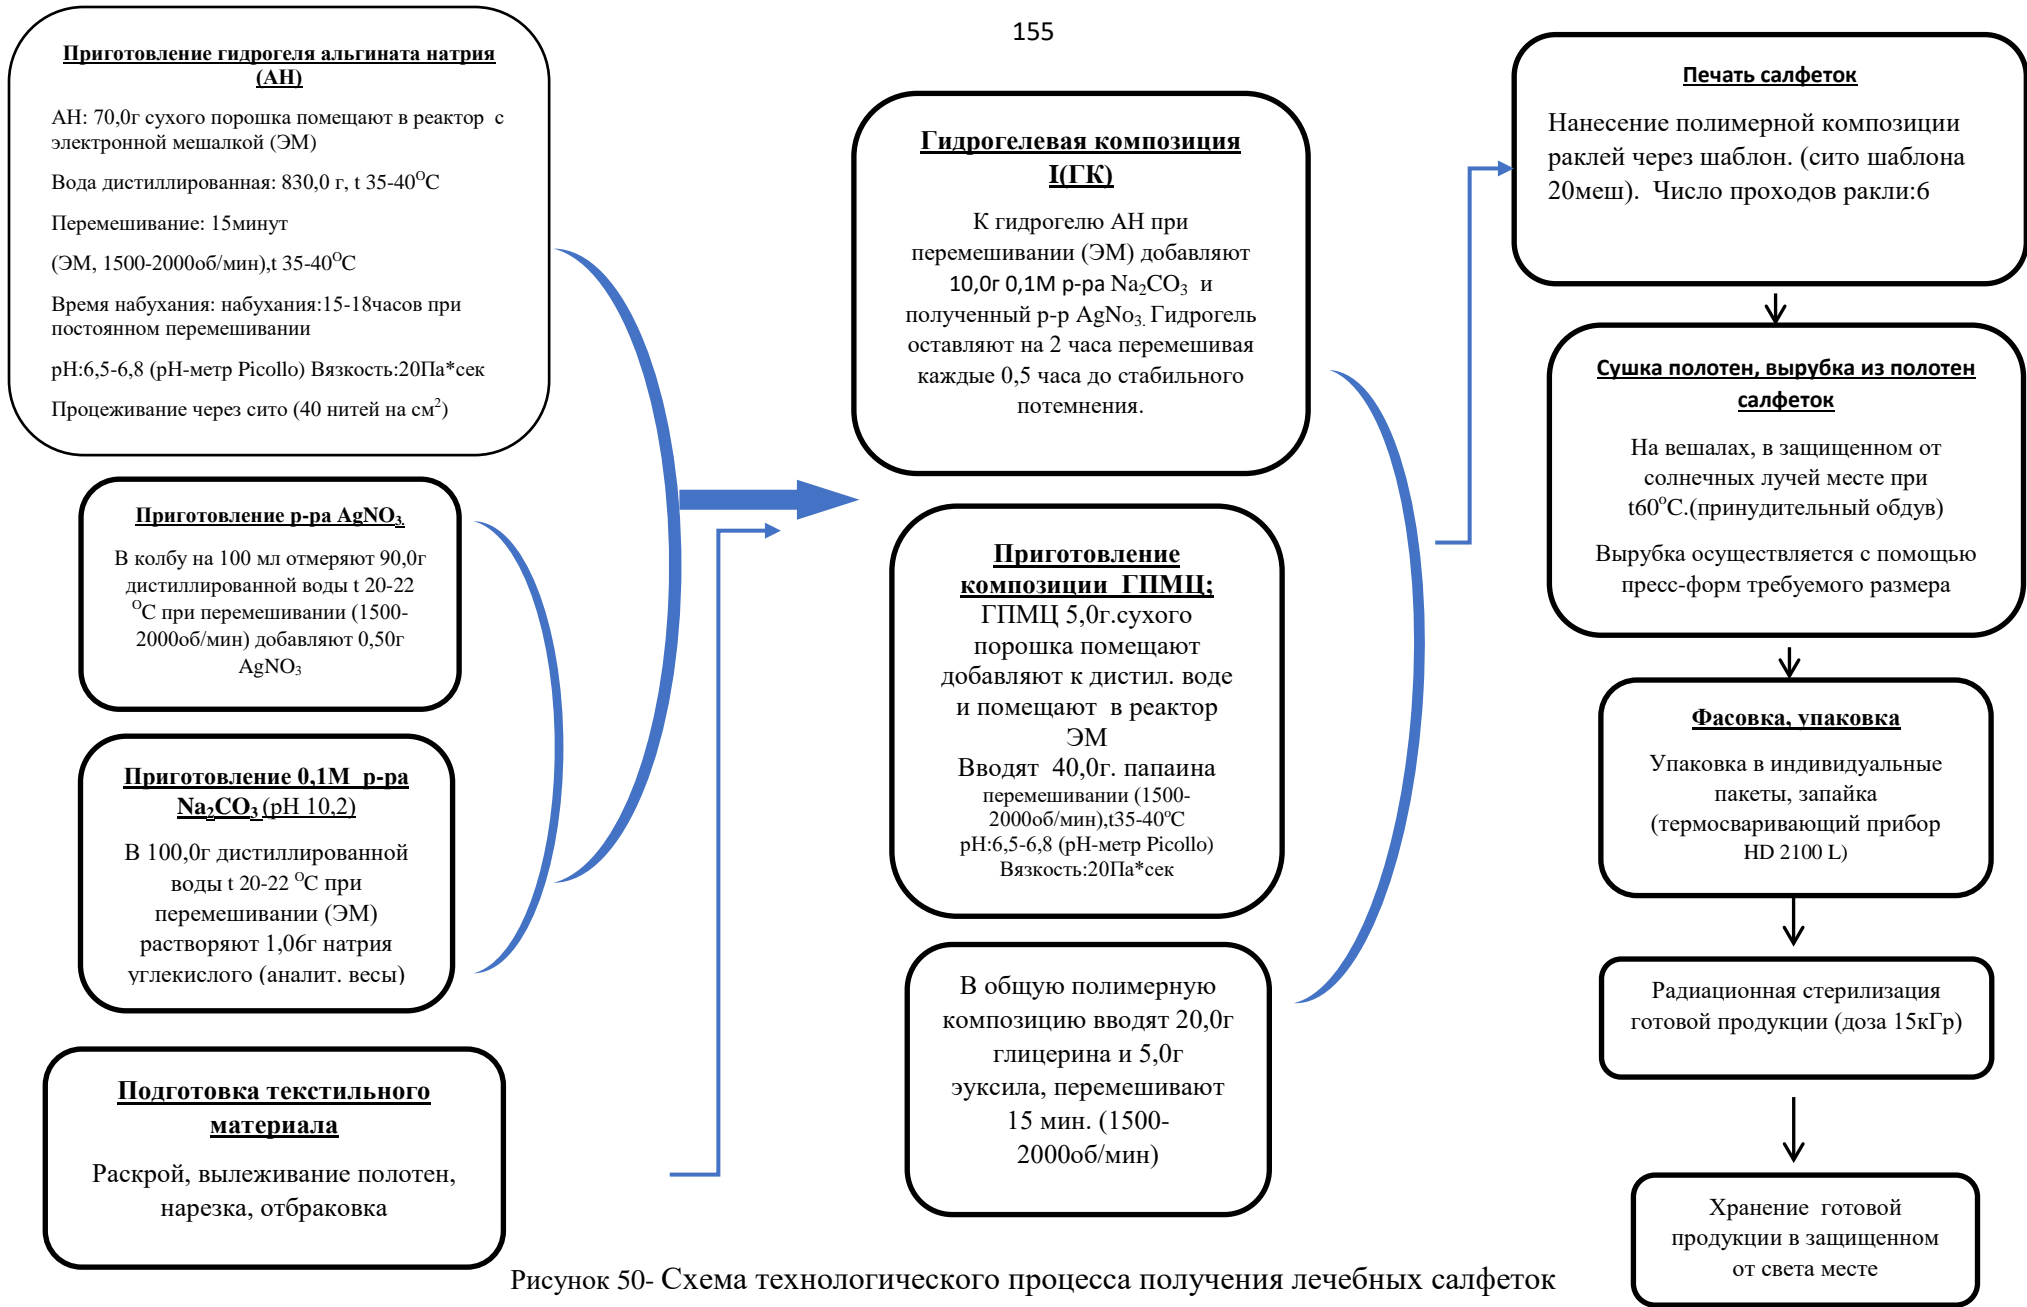 155
Приготовление гидрогеля альгината натрия
(АН)
АН: 70,0г сухого порошка помещают в реактор с
электронной мешалкой (ЭМ)
Вода дистиллированная: 830,0 г, t 35-40ᴼС
Перемешивание: 15минут
(ЭМ, 1500-2000об/мин),t 35-40ᴼС
Время набухания: набухания:15-18часов при
постоянном перемешивании
рН:6,5-6,8 (рН-метр Picollo) Вязкость:20Па*сек
Процеживание через сито (40 нитей на см²)
Приготовление р-ра AgNO₃.
В колбу на 100 мл отмеряют 90,0г
дистиллированной воды t 20-22
ᴼС при перемешивании (1500-
2000об/мин) добавляют 0,50г
AgNO₃
Приготовление 0,1М р-ра
Na₂CO₃ (рН 10,2)
В 100,0г дистиллированной
воды t 20-22 ᴼС при
перемешивании (ЭМ)
растворяют 1,06г натрия
углекислого (аналит. весы)
Подготовка текстильного
материала
Раскрой, вылеживание полотен,
нарезка, отбраковка
Гидрогелевая композиция
I(ГК)
К гидрогелю АН при
перемешивании (ЭМ) добавляют
10,0г 0,1М р-ра Na₂CO₃ и
полученный р-р AgNo₃. Гидрогель
оставляют на 2 часа перемешивая
каждые 0,5 часа до стабильного
потемнения.
Приготовление
композиции ГПМЦ;
ГПМЦ 5,0г.сухого
порошка помещают
добавляют к дистил. воде
и помещают в реактор
ЭМ
Вводят 40,0г. папаина
перемешивании (1500-
2000об/мин),t35-40ᵒС
рН:6,5-6,8 (рН-метр Picollo)
Вязкость:20Па*сек
В общую полимерную
композицию вводят 20,0г
глицерина и 5,0г
эуксила, перемешивают
15 мин. (1500-
2000об/мин)
Печать салфеток
Нанесение полимерной композиции
раклей через шаблон. (сито шаблона
20меш). Число проходов ракли:6
Сушка полотен, вырубка из полотен
салфеток
На вешалах, в защищенном от
солнечных лучей месте при
t60ᵒС.(принудительный обдув)
Вырубка осуществляется с помощью
пресс-форм требуемого размера
Фасовка, упаковка
Упаковка в индивидуальные
пакеты, запайка
(термосваривающий прибор
HD 2100 L)
Радиационная стерилизация
готовой продукции (доза 15кГр)
Хранение готовой
продукции в защищенном
от света месте
Рисунок 50- Схема технологического процесса получения лечебных салфеток